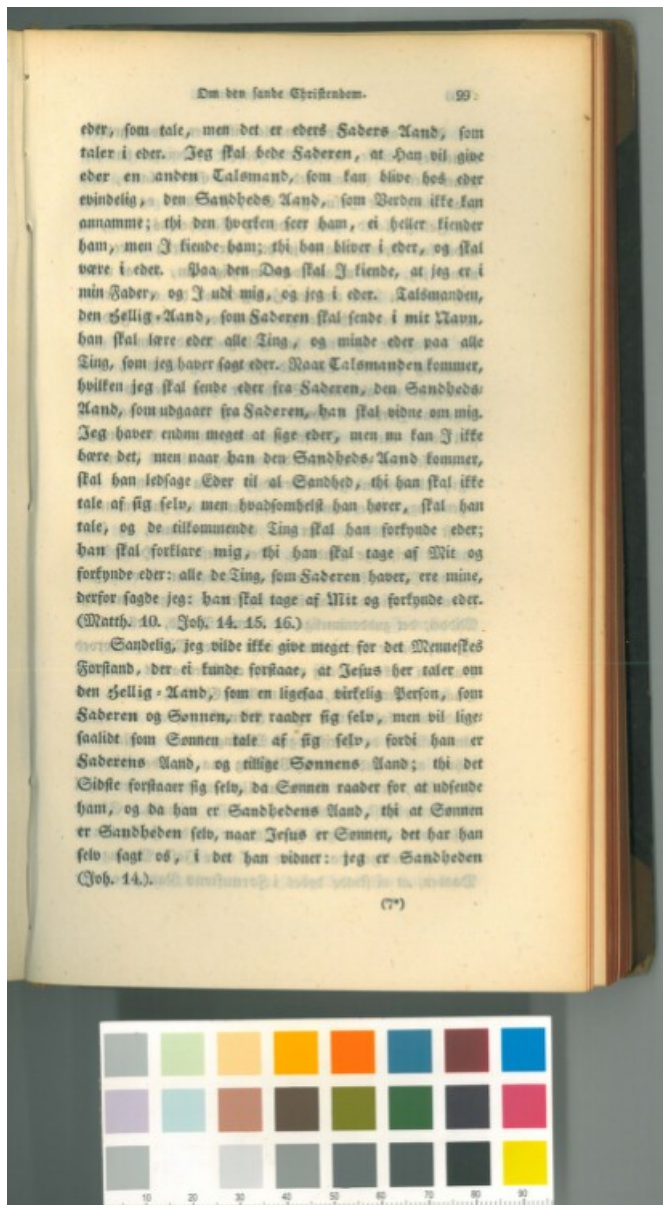 Om den sande Christendom. 99
eder, som tale, men det er eders Faders Aand, som
taler i eder. Jeg skal bede Faderen, at Han vil give
eder en anden Talsmand, som kan blive hos eder
evindelig, den Sandheds Aand, som Verden ikke kan
annamme; thi den hverken seer ham, ei heller kiender
ham, men I kiende ham; thi han bliver i eder, og skal
være i eder. Paa den Dag skal I kiende, at jeg er i
min Fader, og I udi mig, og jeg i eder. Talsmanden,
den Hellig-Aand, som Faderen skal sende i mit Navn,
han skal lære eder alle Ting, og minde eder paa alle
Ting, som jeg haver sagt eder. Naar Talsmanden kommer,
hvilken jeg skal sende eder fra Faderen, den Sandheds-
Aand, som udgaaer fra Faderen, han skal vidne om mig.
Jeg haver endnu meget at sige eder, men nu kan I ikke
bære det, men naar han den Sandheds-Aand kommer,
skal han ledsage Eder til al Sandhed, thi han skal ikke
tale af sig selv, men hvadsomhelst han hører, skal han
tale, og de tilkommende Ting skal han forkynde eder;
han skal forklare mig, thi han skal tage af Mit og
forkynde eder: alle de Ting, som Faderen haver, ere mine,
derfor sagde jeg: han skal tage af Mit og forkynde eder.
(Matth. 10. Joh. 14. 15. 16.)
Sandelig, jeg vilde ikke give meget for det Menneskes
Forstand, der ei kunde forstaae, at Jesus her taler om
den Hellig-Aand, som en ligesaa virkelig Person, som
Faderen og Sønnen, der raader sig selv, men vil lige-
saalidt som Sønnen tale af sig selv, fordi han er
Faderens Aand, og tillige Sønnens Aand; thi det
Sidste forstaaer sig selv, da Sønnen raader for at udsende
ham, og da han er Sandhedens Aand, thi at Sønnen
er Sandheden selv, naar Jesus er Sønnen, det har han
selv sagt os, i det han vidner: jeg er Sandheden
(Joh. 14.).
(7*)
10 20 30 40 50 60 70 80 90